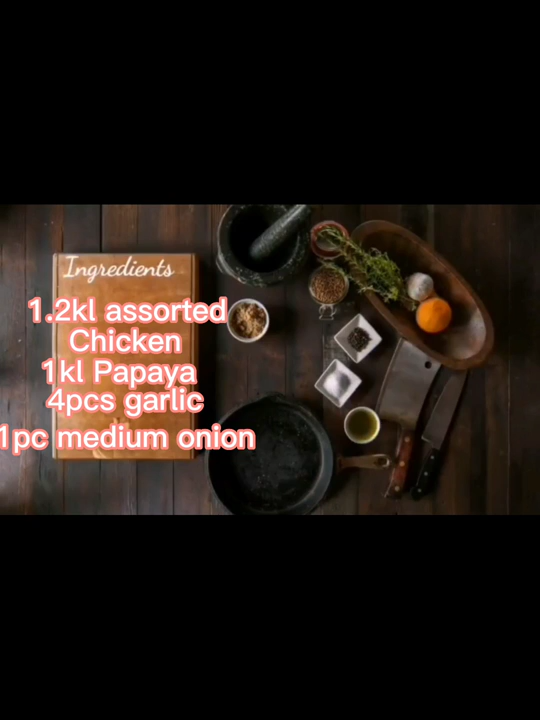 Ingredients
1.2kl assorted
Chicken
1kl Papaya
4pcs garlic
1pc medium onion